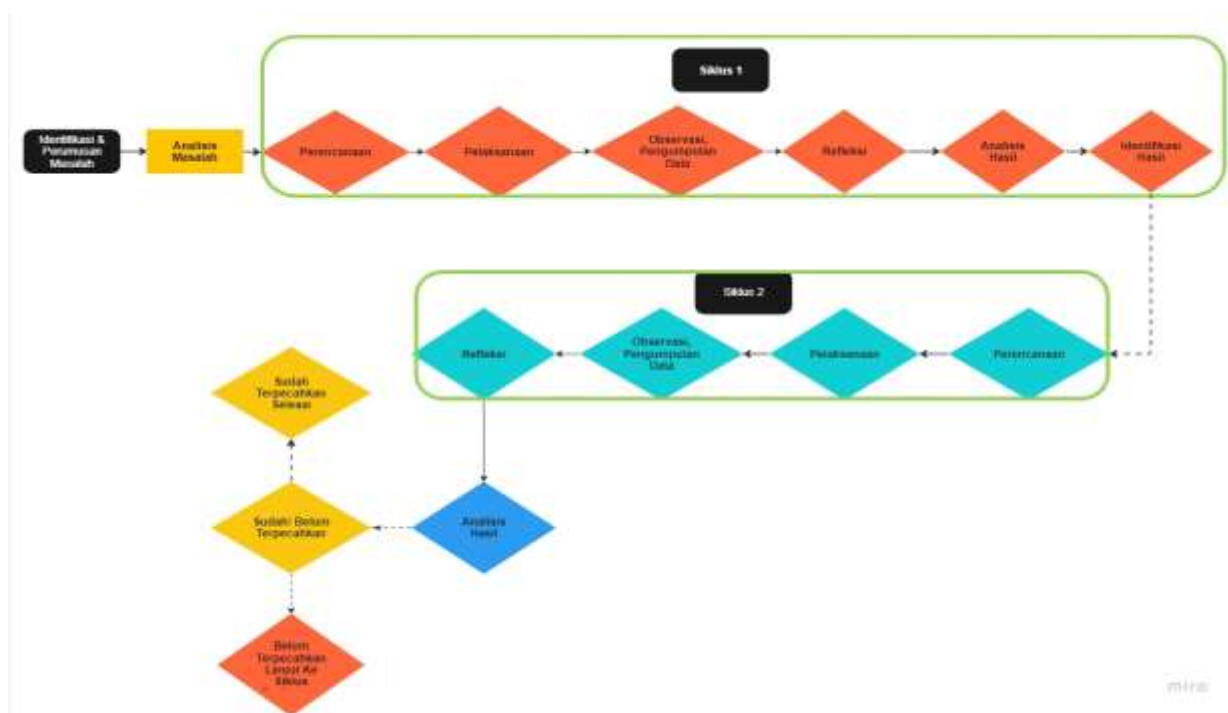 Siklus 1
Identifikasi &
Perumusan
Masalah
Analisis
Masalah
Perencanaan
Pelaksanaan
Observasi,
Pengumpulan
Data
Refleksi
Analisis
Hasil
Identifikasi
Hasil
Siklus 2
Refleksi
Observasi,
Pengumpulan
Data
Pelaksanaan
Perencanaan
Sudah
Terpecahkan
Selesai
Sudah/ Belum
Terpecahkan
Analisis
Hasil
Belum
Terpecahkan
Lanjut Ke
Siklus
miro